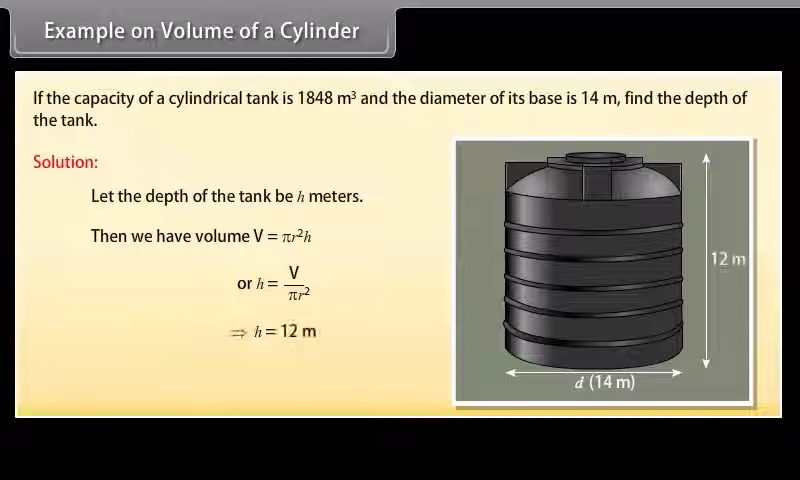 Example on Volume of a Cylinder
If the capacity of a cylindrical tank is 1848 m³ and the diameter of its base is 14 m, find the depth of
the tank.
Solution:
Let the depth of the tank be h meters.
Then we have volume V = πr²h
or h = V/πr²
⇒ h = 12 m
12 m
d (14 m)